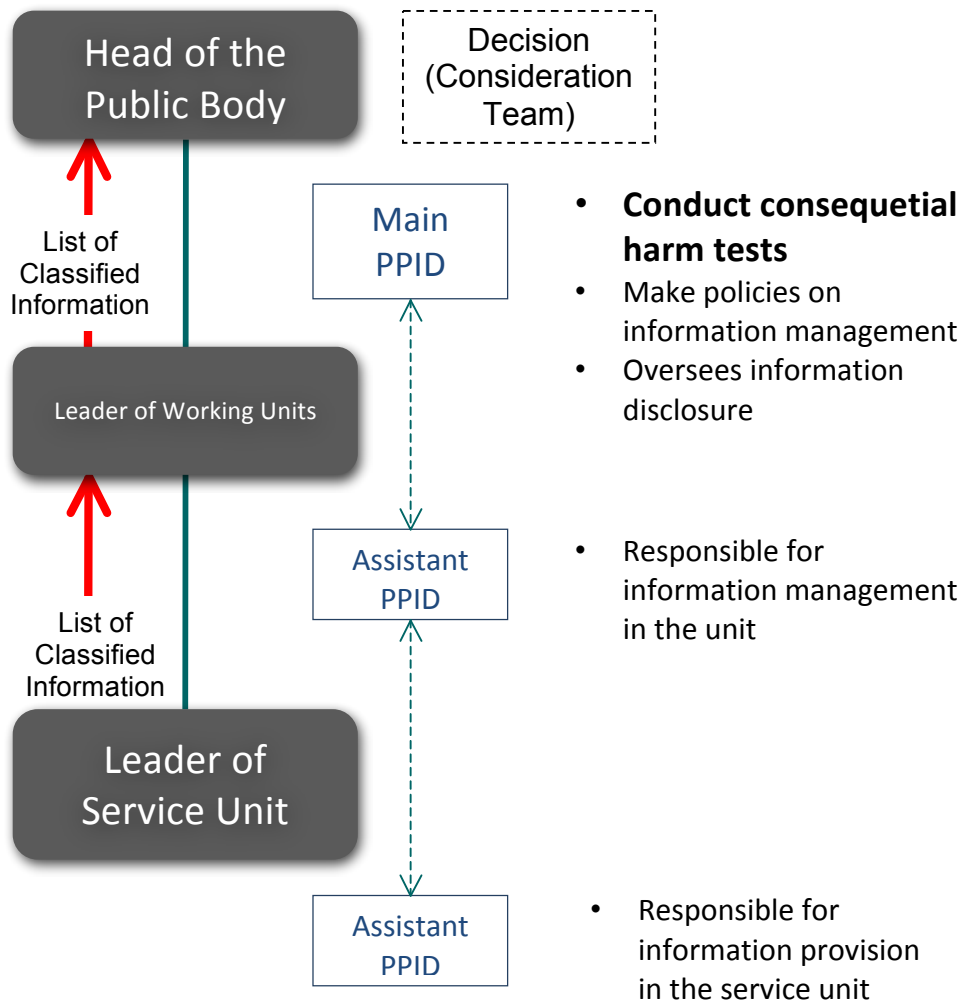 Head of the
Public Body
Decision
(Consideration
Team)
List of
Classified
Information
Main
PPID
• Conduct consequetial
harm tests
• Make policies on
information management
• Oversees information
disclosure
Leader of Working Units
List of
Classified
Information
Assistant
PPID
• Responsible for
information management
in the unit
Leader of
Service Unit
Assistant
PPID
• Responsible for
information provision
in the service unit